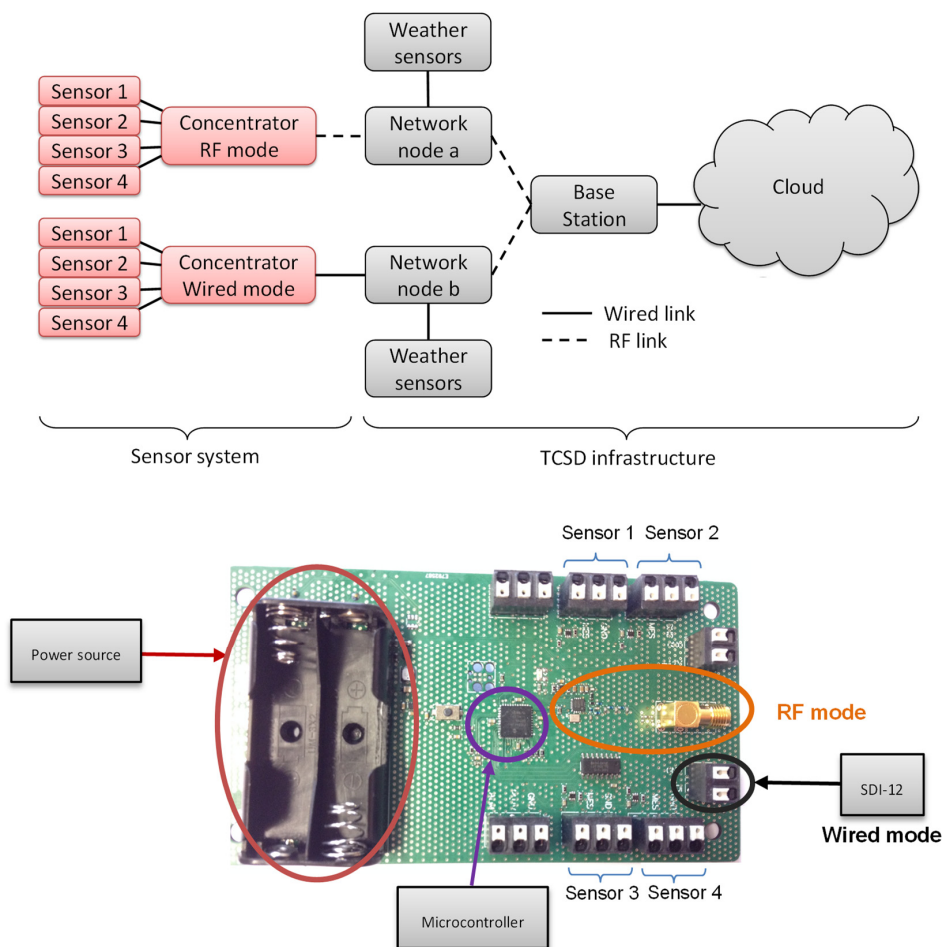 Weather
sensors
Sensor 1
Sensor 2
Sensor 3
Sensor 4
Concentrator
RF mode
Network
node a
Base
Station
Cloud
Sensor 1
Sensor 2
Sensor 3
Sensor 4
Concentrator
Wired mode
Network
node b
Wired link
RF link
Weather
sensors
Sensor system
TCSD infrastructure
Sensor 1 Sensor 2
Power source
RF mode
SDI-12
Wired mode
Sensor 3 Sensor 4
Microcontroller